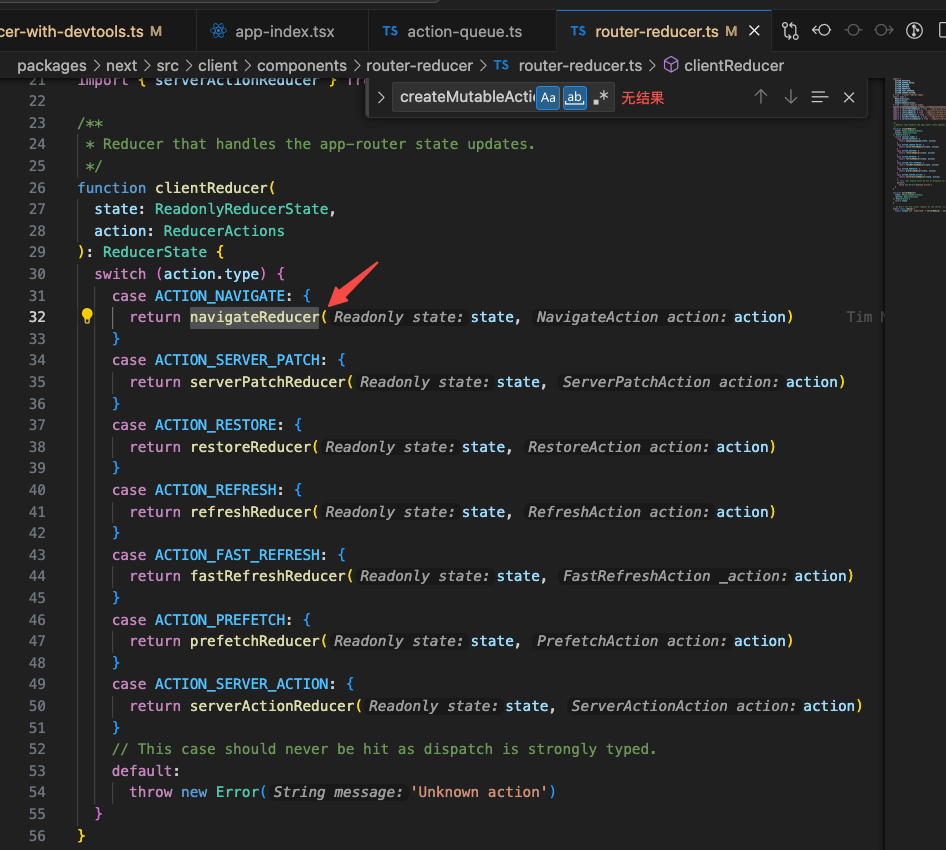 cer-with-devtools.ts M app-index.tsx TS action-queue.ts TS router-reducer.ts M
packages > next > src > client > components > router-reducer > TS router-reducer.ts > clientReducer
createMutableActi Aa ab .* 无结果
21 import { serverActionReducer }
22
23 /**
24 * Reducer that handles the app-router state updates.
25 */
26 function clientReducer(
27 state: ReadonlyReducerState,
28 action: ReducerActions
29 ): ReducerState {
30 switch (action.type) {
31 case ACTION_NAVIGATE: {
32 return navigateReducer( Readonly state: state, NavigateAction action: action) Tim
33 }
34 case ACTION_SERVER_PATCH: {
35 return serverPatchReducer( Readonly state: state, ServerPatchAction action: action)
36 }
37 case ACTION_RESTORE: {
38 return restoreReducer( Readonly state: state, RestoreAction action: action)
39 }
40 case ACTION_REFRESH: {
41 return refreshReducer( Readonly state: state, RefreshAction action: action)
42 }
43 case ACTION_FAST_REFRESH: {
44 return fastRefreshReducer( Readonly state: state, FastRefreshAction _action: action)
45 }
46 case ACTION_PREFETCH: {
47 return prefetchReducer( Readonly state: state, PrefetchAction action: action)
48 }
49 case ACTION_SERVER_ACTION: {
50 return serverActionReducer( Readonly state: state, ServerActionAction action: action)
51 }
52 // This case should never be hit as dispatch is strongly typed.
53 default:
54 throw new Error( String message: 'Unknown action')
55 }
56 }